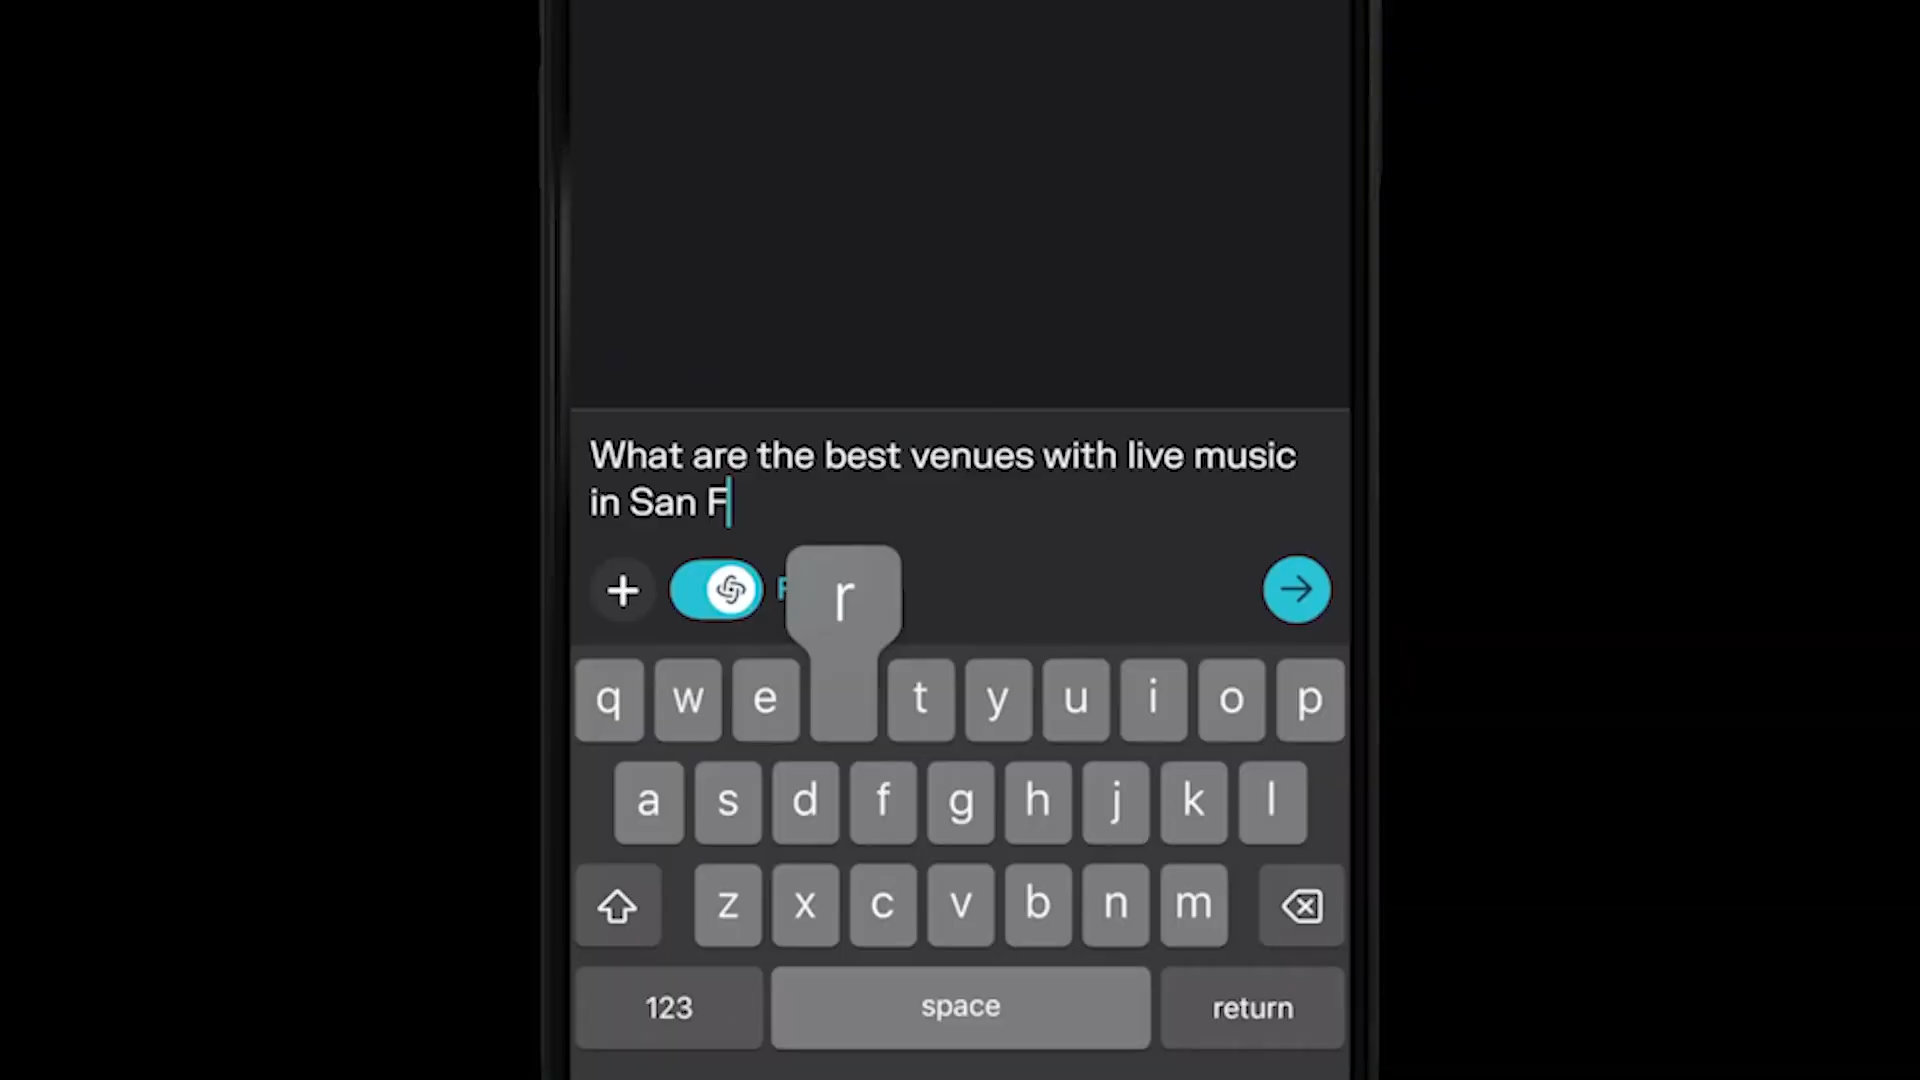 What are the best venues with live music
in San F
r
q w e t y u i o p
a s d f g h j k l
z x c v b n m
123 space return